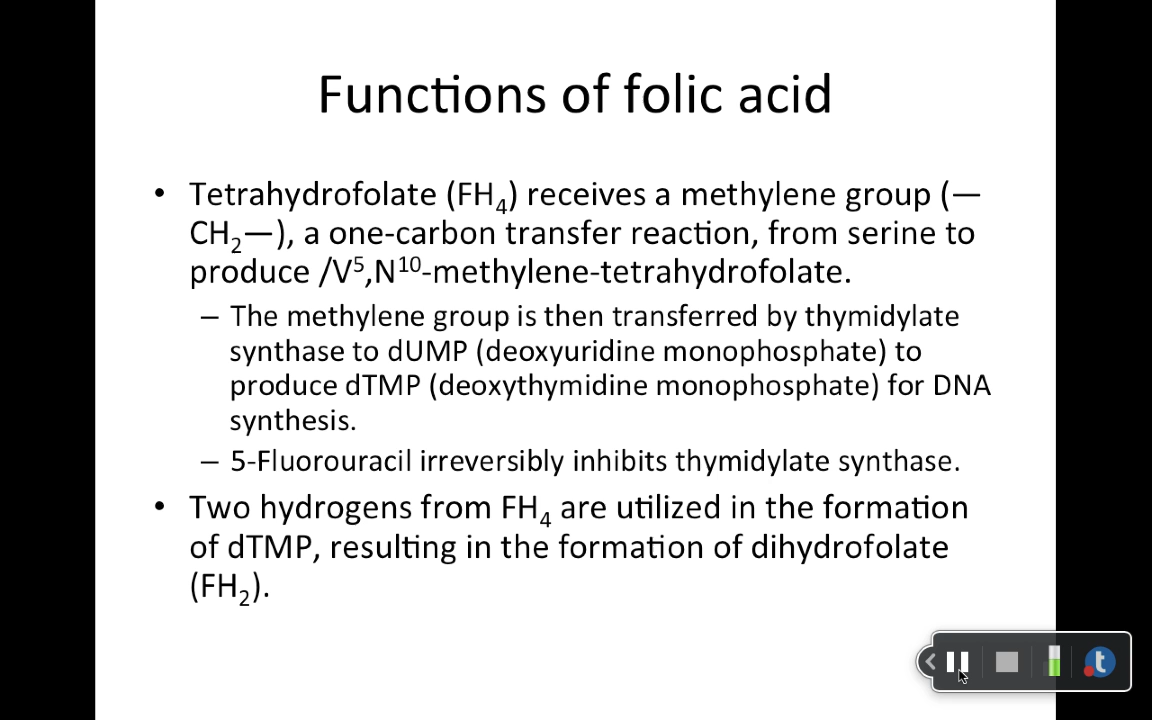 Functions of folic acid
• Tetrahydrofolate (FH₄) receives a methylene group (—
CH₂—), a one-carbon transfer reaction, from serine to
produce /V⁵,N¹⁰-methylene-tetrahydrofolate.
– The methylene group is then transferred by thymidylate
synthase to dUMP (deoxyuridine monophosphate) to
produce dTMP (deoxythymidine monophosphate) for DNA
synthesis.
– 5-Fluorouracil irreversibly inhibits thymidylate synthase.
• Two hydrogens from FH₄ are utilized in the formation
of dTMP, resulting in the formation of dihydrofolate
(FH₂).
t